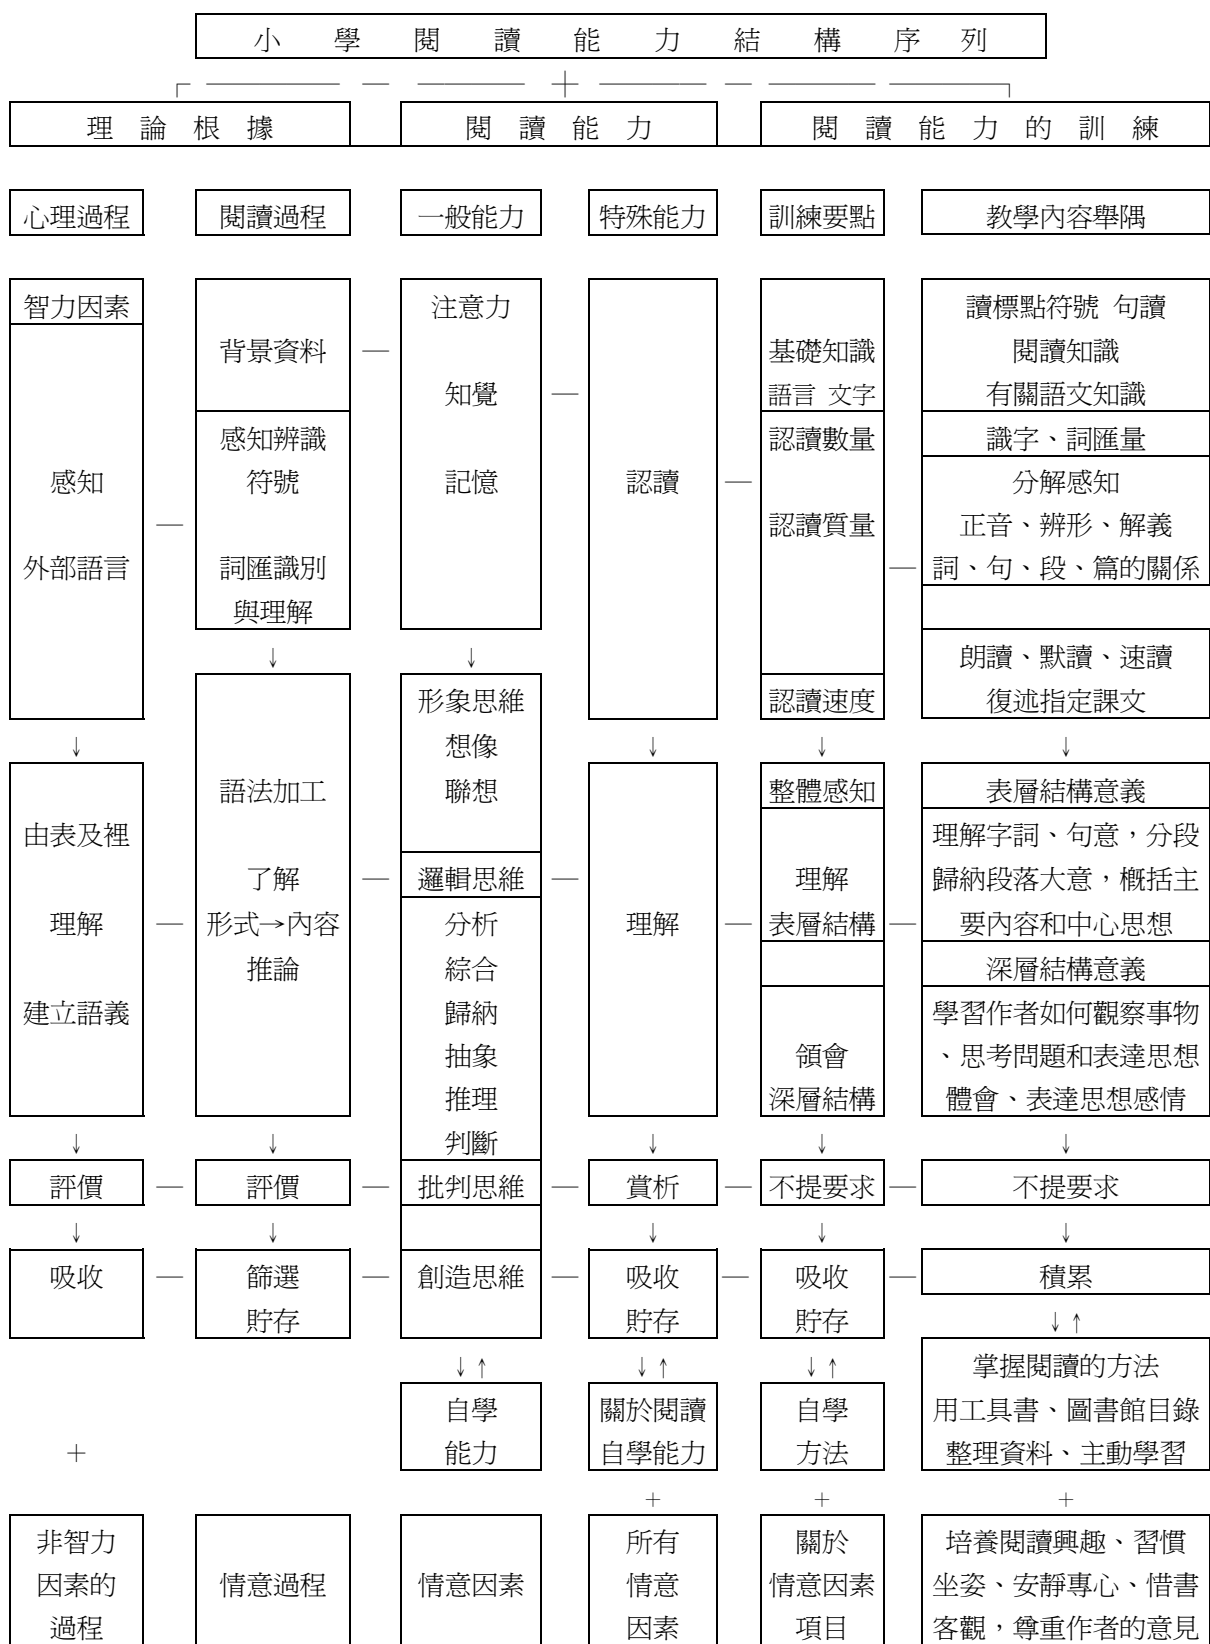 小學閱讀能力結構序列
理論根據
閱讀能力
閱讀能力的訓練
心理過程
閱讀過程
一般能力
特殊能力
訓練要點
教學內容舉隅
智力因素
感知
外部語言
↓
由表及裡
理解
建立語義
↓
評價
↓
吸收
＋
非智力
因素的
過程
背景資料
感知辨識
符號
詞匯識別
與理解
↓
語法加工
了解
形式→內容
推論
↓
評價
↓
篩選
貯存
情意過程
注意力
知覺
記憶
↓
形象思維
想像
聯想
邏輯思維
分析
綜合
歸納
抽象
推理
判斷
批判思維
創造思維
↓↑
自學
能力
情意因素
認讀
↓
理解
↓
賞析
↓
吸收
貯存
↓↑
關於閱讀
自學能力
＋
所有
情意
因素
基礎知識
語言 文字
認讀數量
認讀質量
認讀速度
↓
整體感知
理解
表層結構
領會
深層結構
↓
不提要求
↓
吸收
貯存
↓↑
自學
方法
＋
關於
情意因素
項目
讀標點符號 句讀
閱讀知識
有關語文知識
識字、詞匯量
分解感知
正音、辨形、解義
詞、句、段、篇的關係
朗讀、默讀、速讀
復述指定課文
↓
表層結構意義
理解字詞、句意，分段
歸納段落大意，概括主
要內容和中心思想
深層結構意義
學習作者如何觀察事物
、思考問題和表達思想
體會、表達思想感情
↓
不提要求
↓
積累
↓↑
掌握閱讀的方法
用工具書、圖書館目錄
整理資料、主動學習
＋
培養閱讀興趣、習慣
坐姿、安靜專心、惜書
客觀，尊重作者的意見